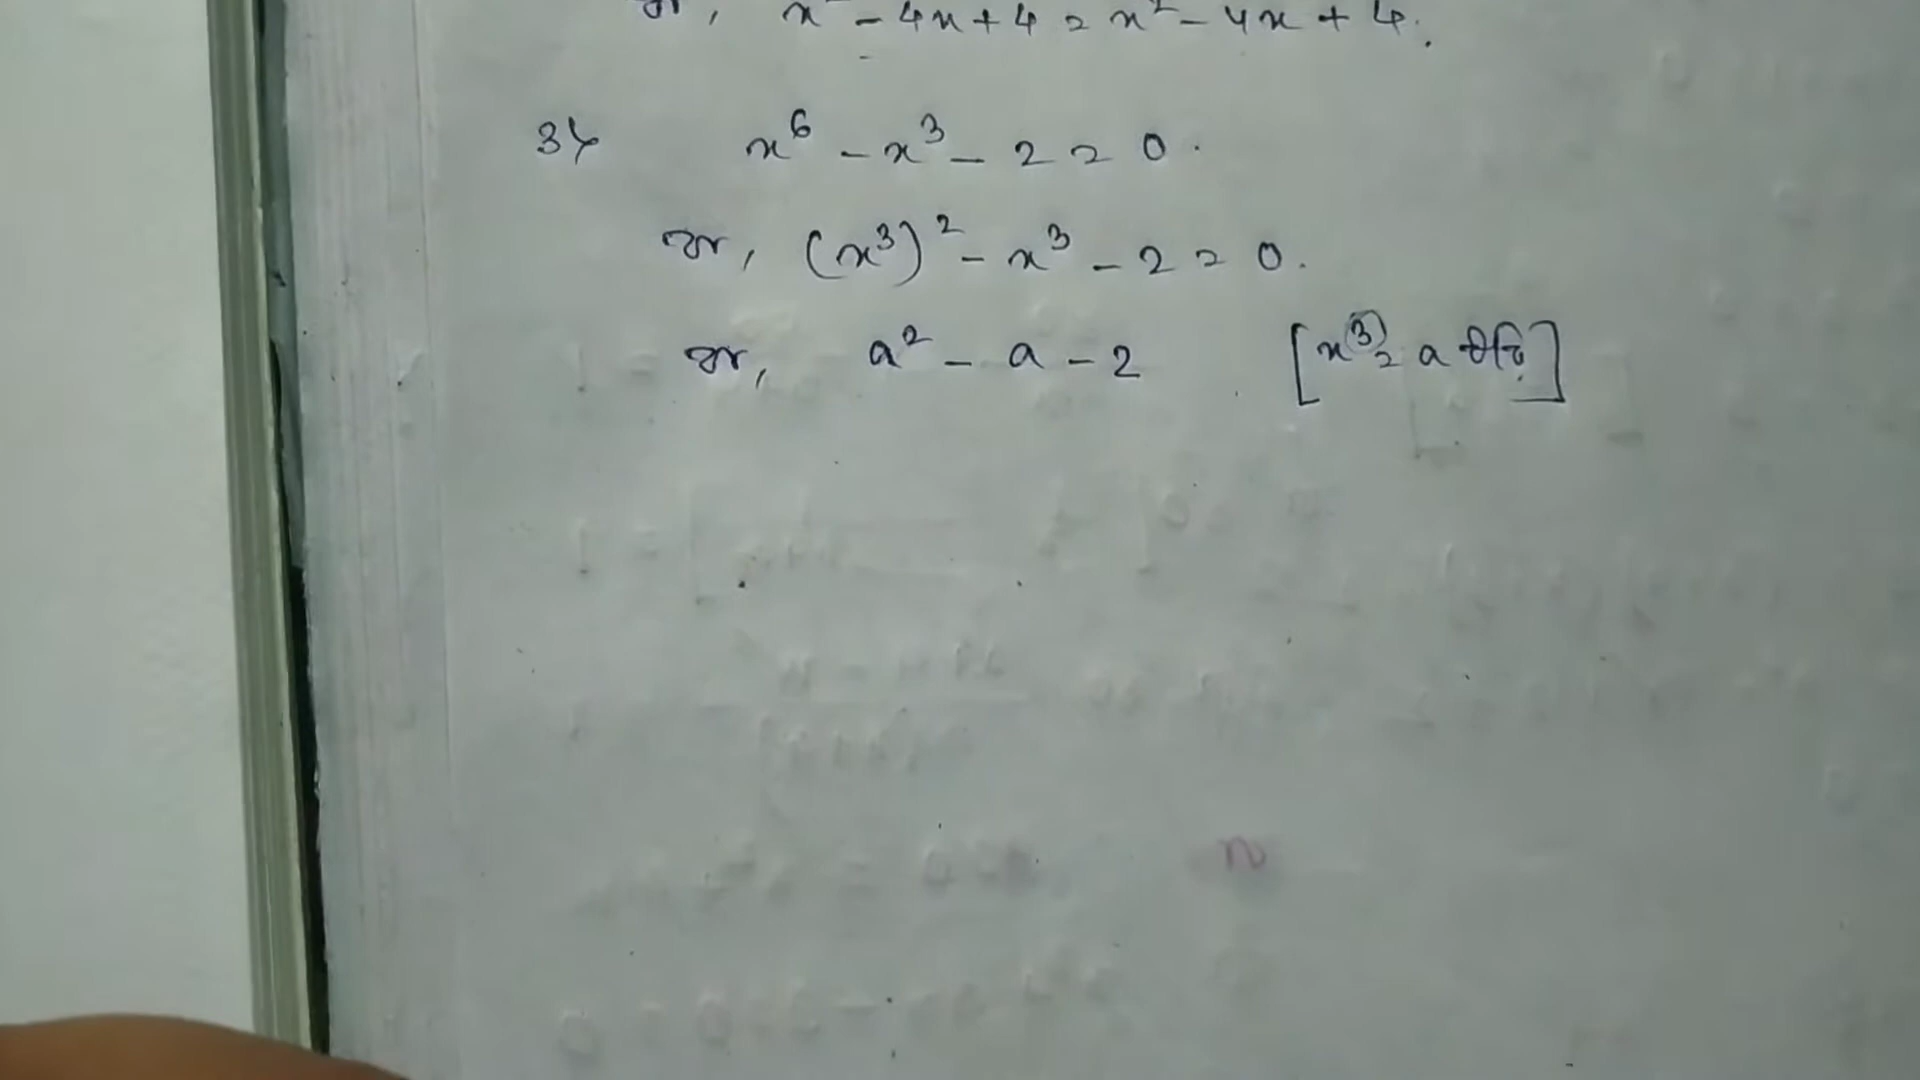 বা, x² - 4x + 4 = x² - 4x + 4.
3) x⁶ - x³ - 2 = 0.
বা, (x³)² - x³ - 2 = 0.
বা, a² - a - 2 [x³ = a ধরি]